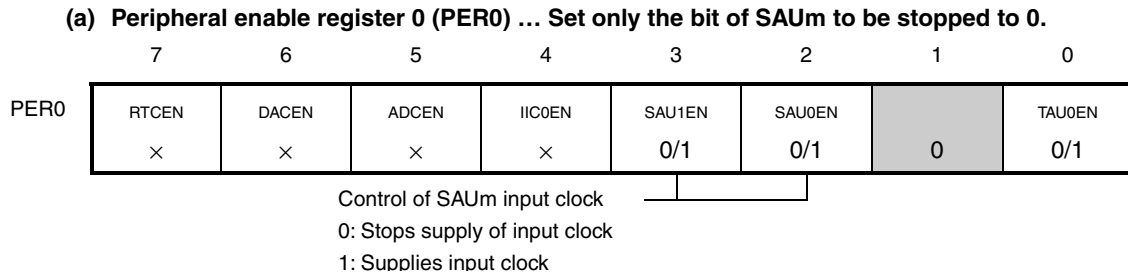 (a) Peripheral enable register 0 (PER0) … Set only the bit of SAUm to be stopped to 0.
7 6 5 4 3 2 1 0
PER0 RTCEN DACEN ADCEN IIC0EN SAU1EN SAU0EN TAU0EN
× × × × 0/1 0/1 0 0/1
Control of SAUm input clock
0: Stops supply of input clock
1: Supplies input clock